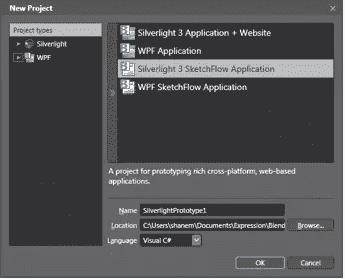 New Project
Project types
Silverlight
WPF
Silverlight 3 Application + Website
WPF Application
Silverlight 3 SketchFlow Application
WPF SketchFlow Application
A project for prototyping rich cross-platform, web-based
applications.
Name SilverlightPrototype1
Location C:\Users\shanem\Documents\Expression\Blend Browse...
Language Visual C#
OK Cancel